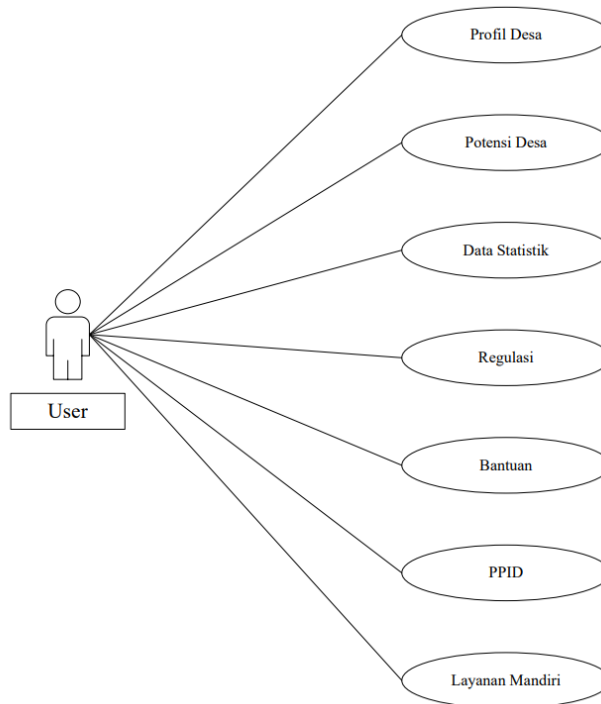 Profil Desa
Potensi Desa
Data Statistik
Regulasi
User
Bantuan
PPID
Layanan Mandiri